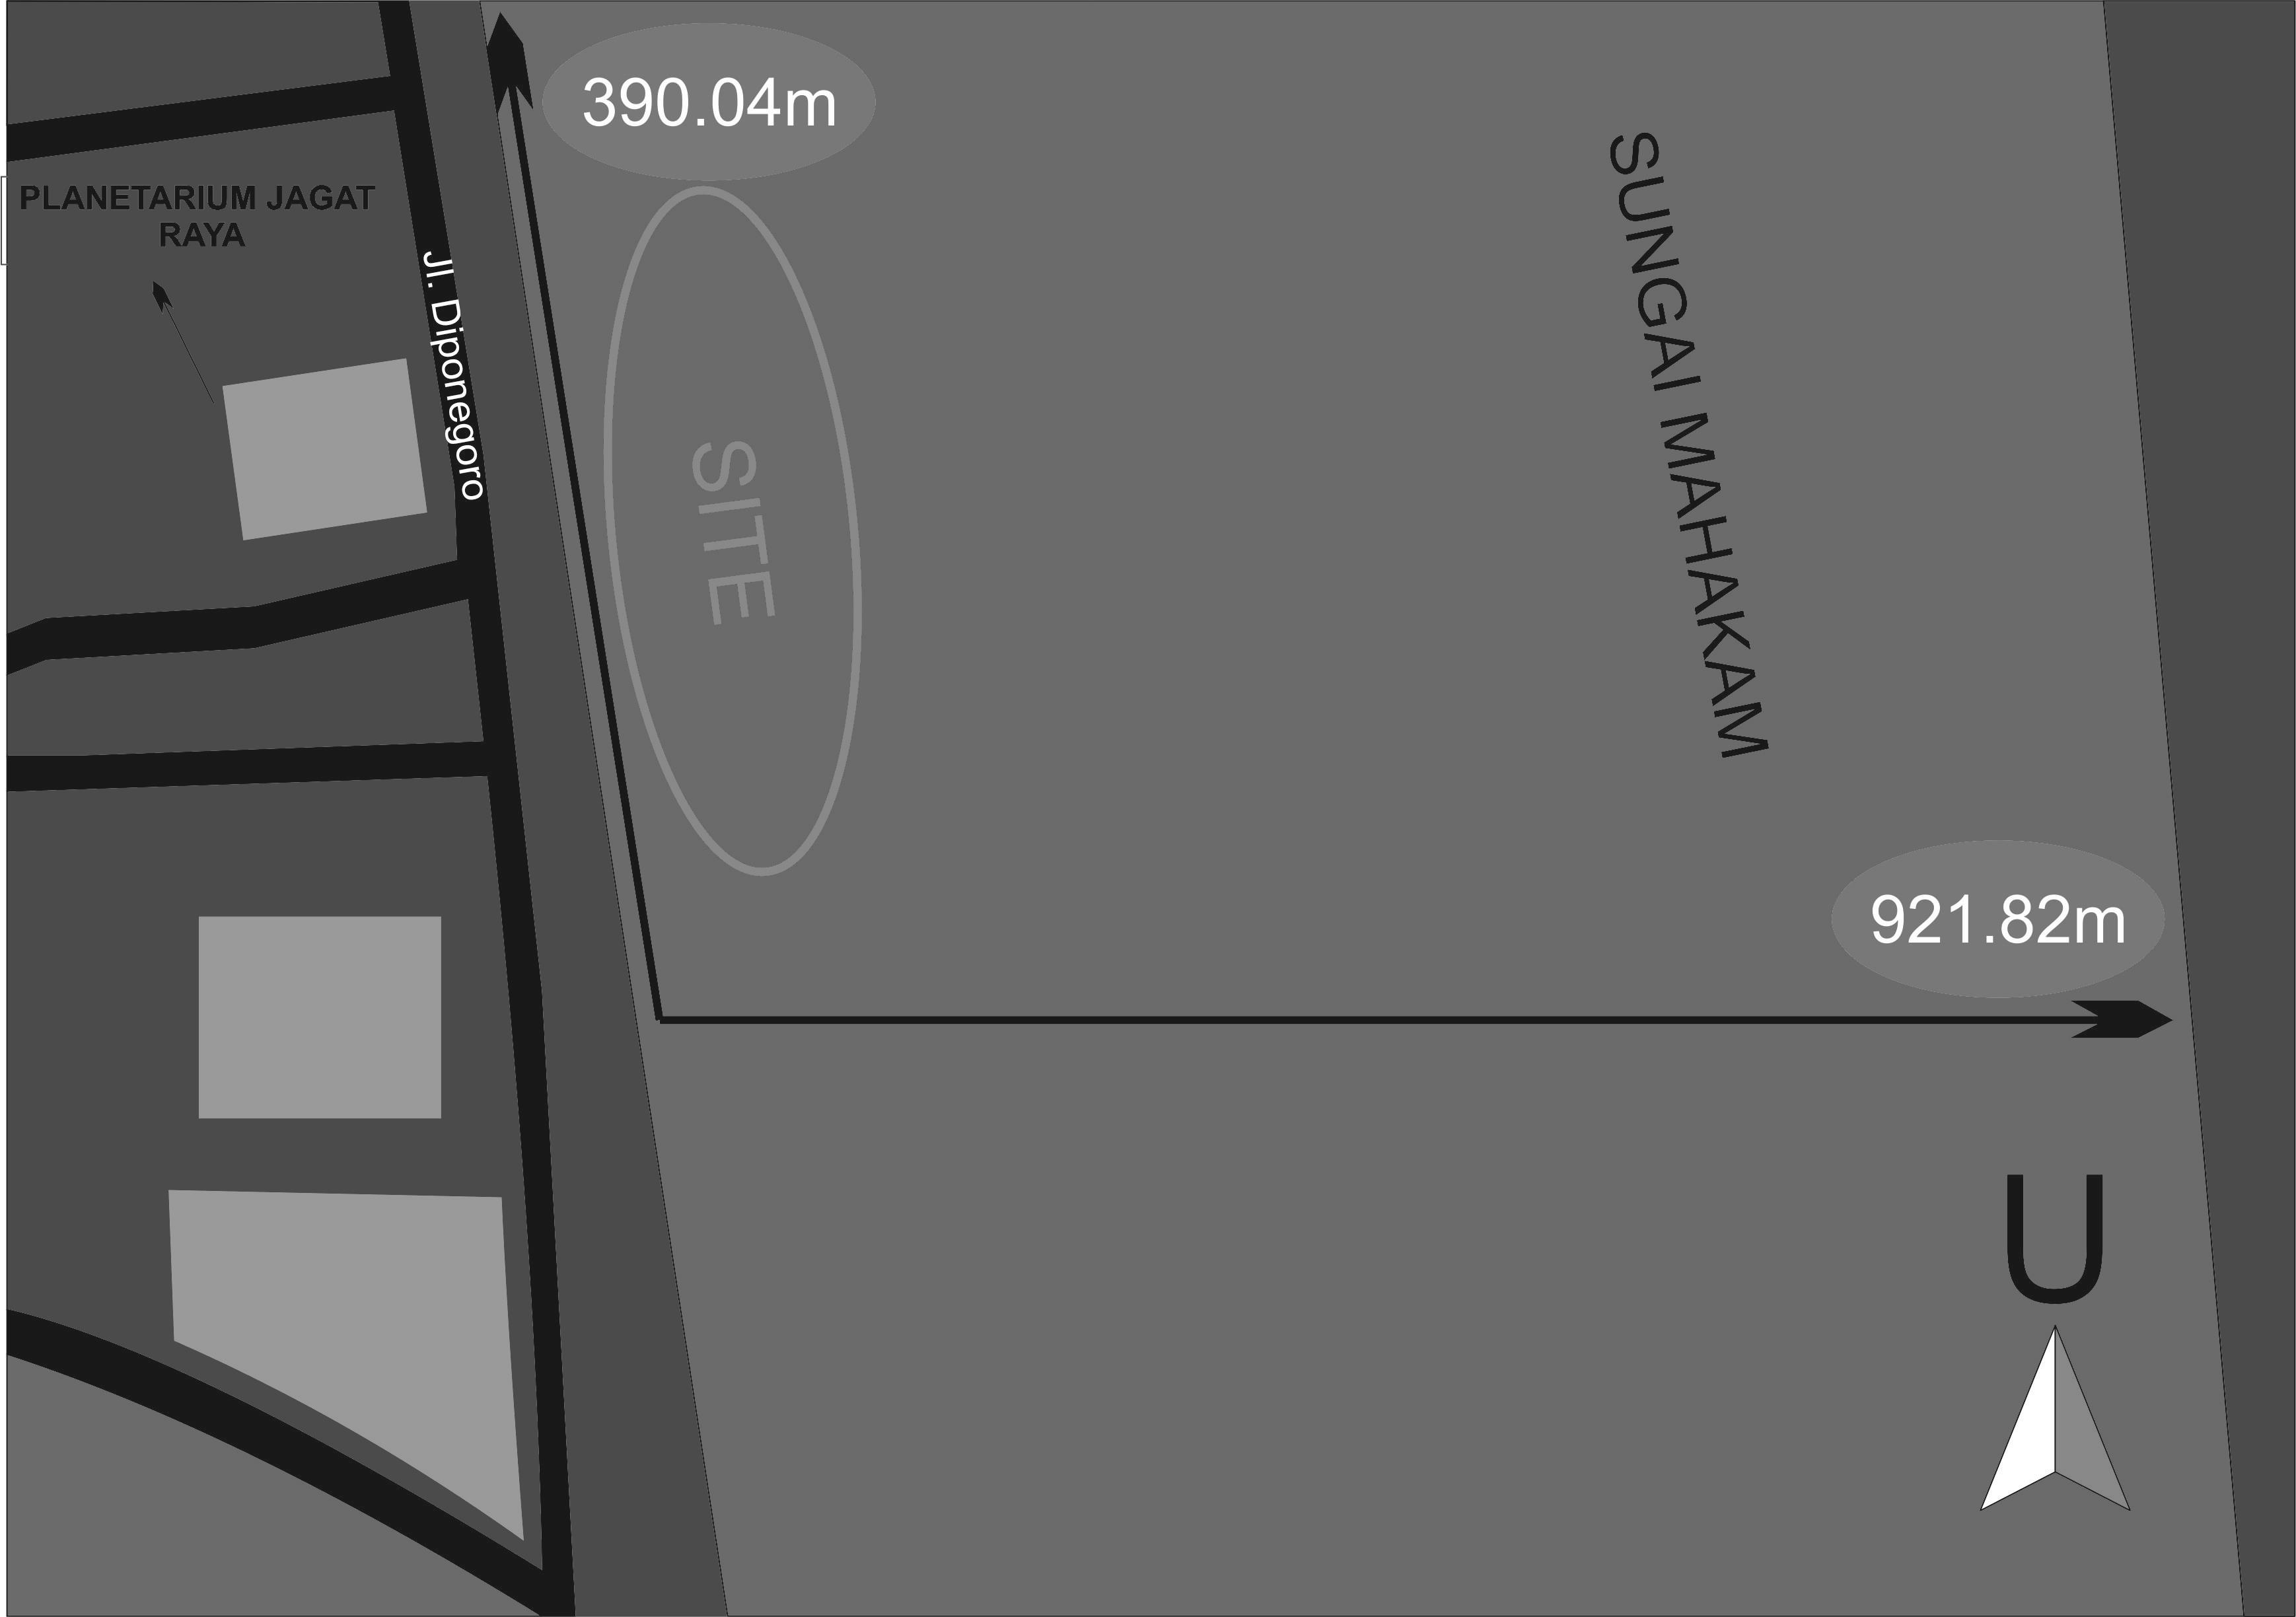 390.04m
PLANETARIUM JAGAT
RAYA
Jl. Diponegoro
SITE
SUNGAI MAHAKAM
921.82m
U